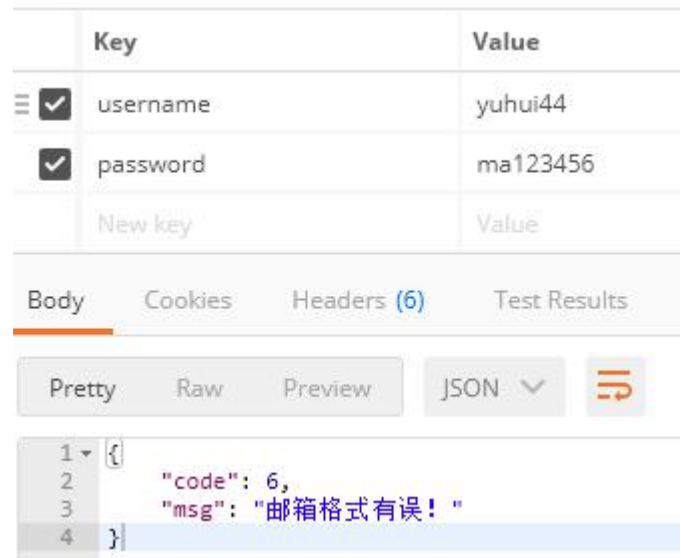 Key Value
username yuhui44
password ma123456
New key Value
Body Cookies Headers (6) Test Results
Pretty Raw Preview JSON
1 {
2 "code": 6,
3 "msg": "邮箱格式有误！"
4 }